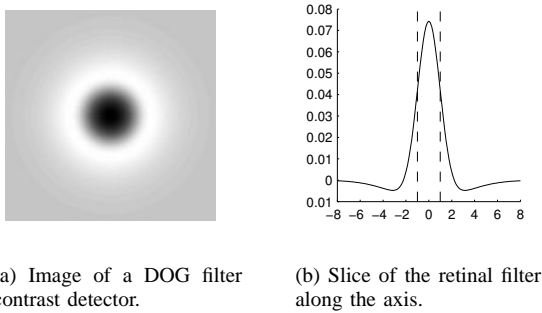 0.08
0.07
0.06
0.05
0.04
0.03
0.02
0.01
0
0.01
−8 −6 −4 −2 0 2 4 6 8
a) Image of a DOG filter
contrast detector.
(b) Slice of the retinal filter
along the axis.